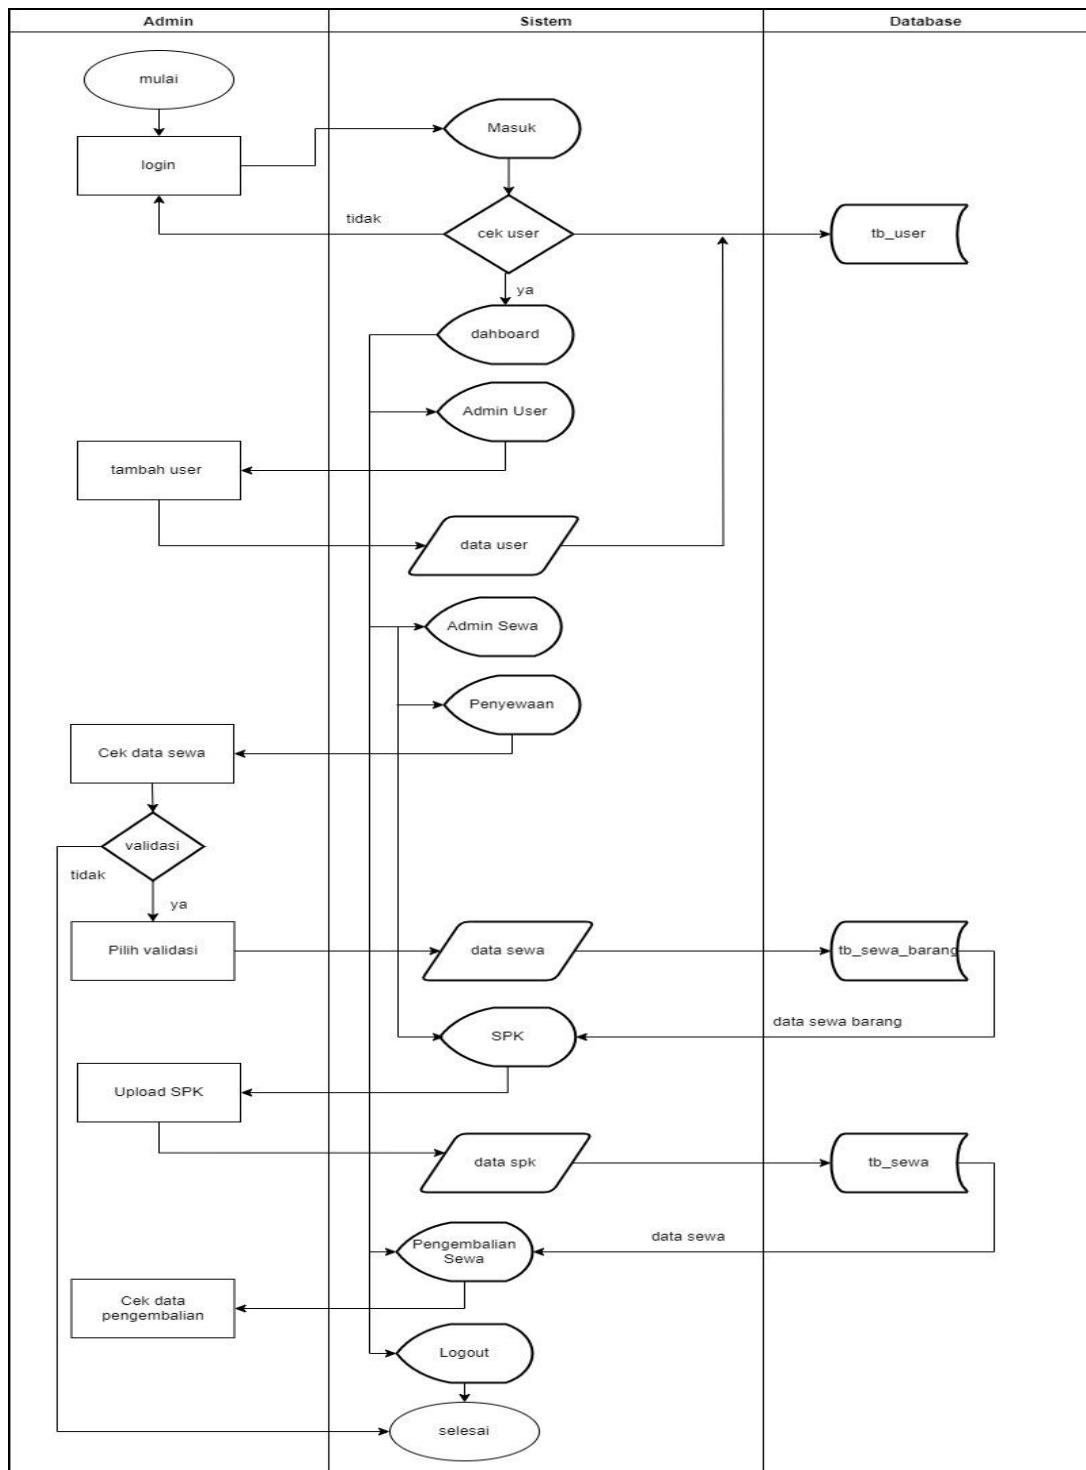 Admin
Sistem
Database
mulai
Masuk
login
tidak
cek user
tb_user
ya
dahboard
Admin User
tambah user
data user
Admin Sewa
Penyewaan
Cek data sewa
validasi
tidak
ya
Pilih validasi
data sewa
tb_sewa_barang
data sewa barang
SPK
Upload SPK
data spk
tb_sewa
data sewa
Pengembalian
Sewa
Cek data
pengembalian
Logout
selesai